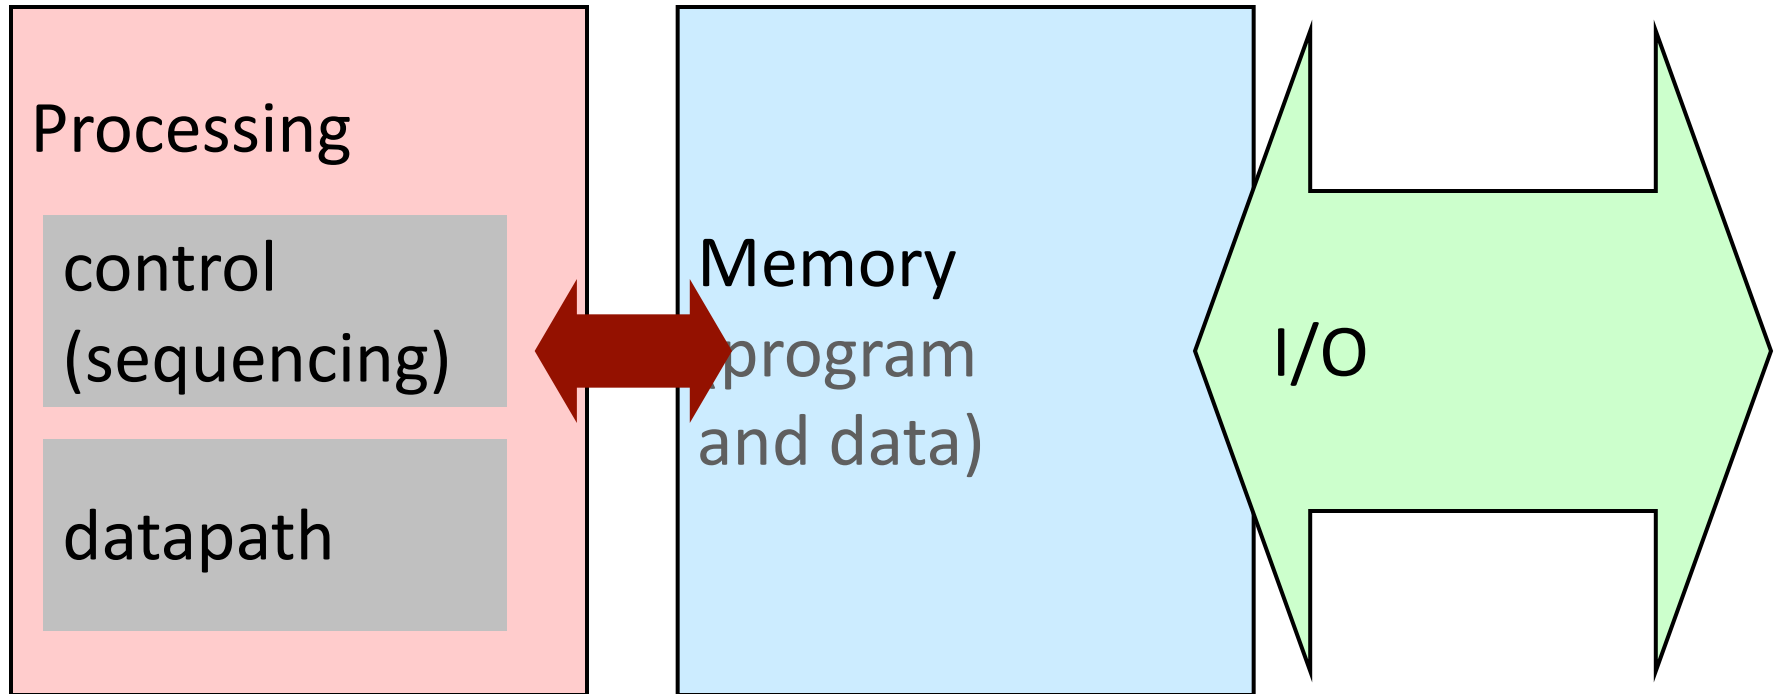 Processing
control
(sequencing)
datapath
Memory
(program
and data)
I/O